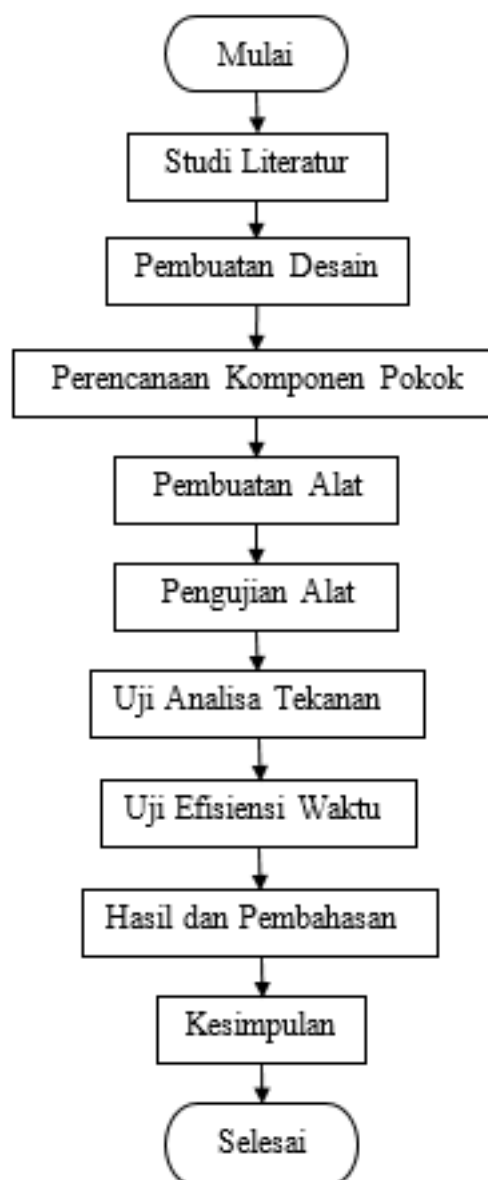 Mulai
Studi Literatur
Pembuatan Desain
Perencanaan Komponen Pokok
Pembuatan Alat
Pengujian Alat
Uji Analisa Tekanan
Uji Efisiensi Waktu
Hasil dan Pembahasan
Kesimpulan
Selesai